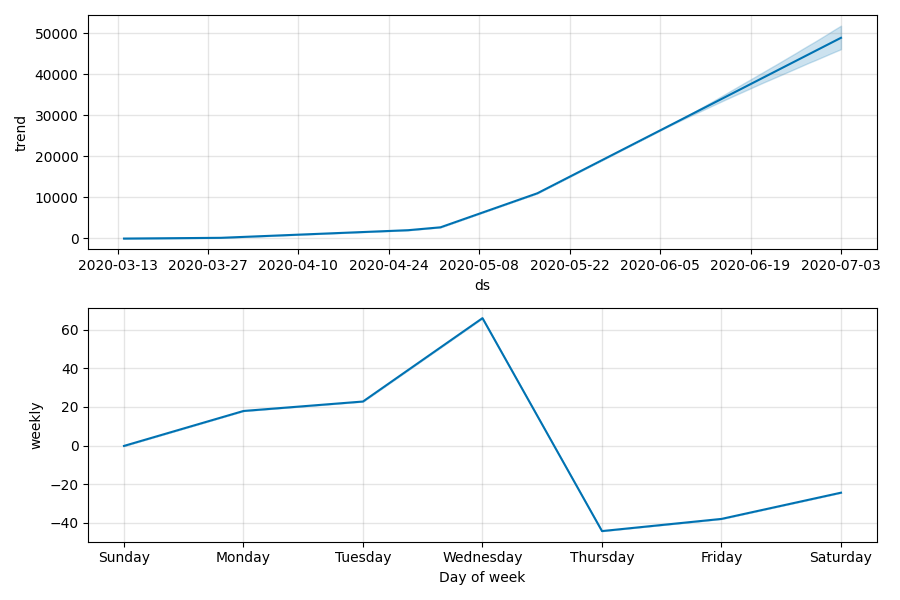 50000
40000
30000
20000
10000
0
trend
2020-03-13 2020-03-27 2020-04-10 2020-04-24 2020-05-08 2020-05-22 2020-06-05 2020-06-19 2020-07-03
ds
60
40
20
0
−20
−40
weekly
Sunday Monday Tuesday Wednesday Thursday Friday Saturday
Day of week